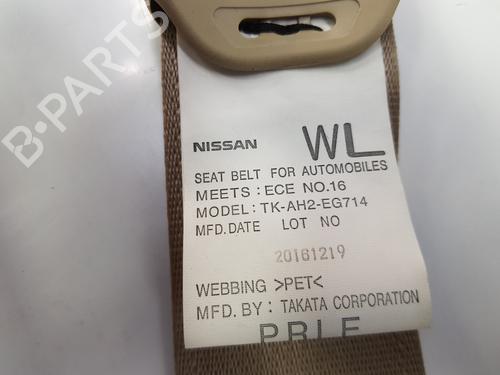 B-PARTS
NISSAN WL
SEAT BELT FOR AUTOMOBILES
MEETS : ECE NO.16
MODEL: TK-AH2-EG714
MFD.DATE LOT NO
20161219
WEBBING >PET<
MFD. BY : TAKATA CORPORATION